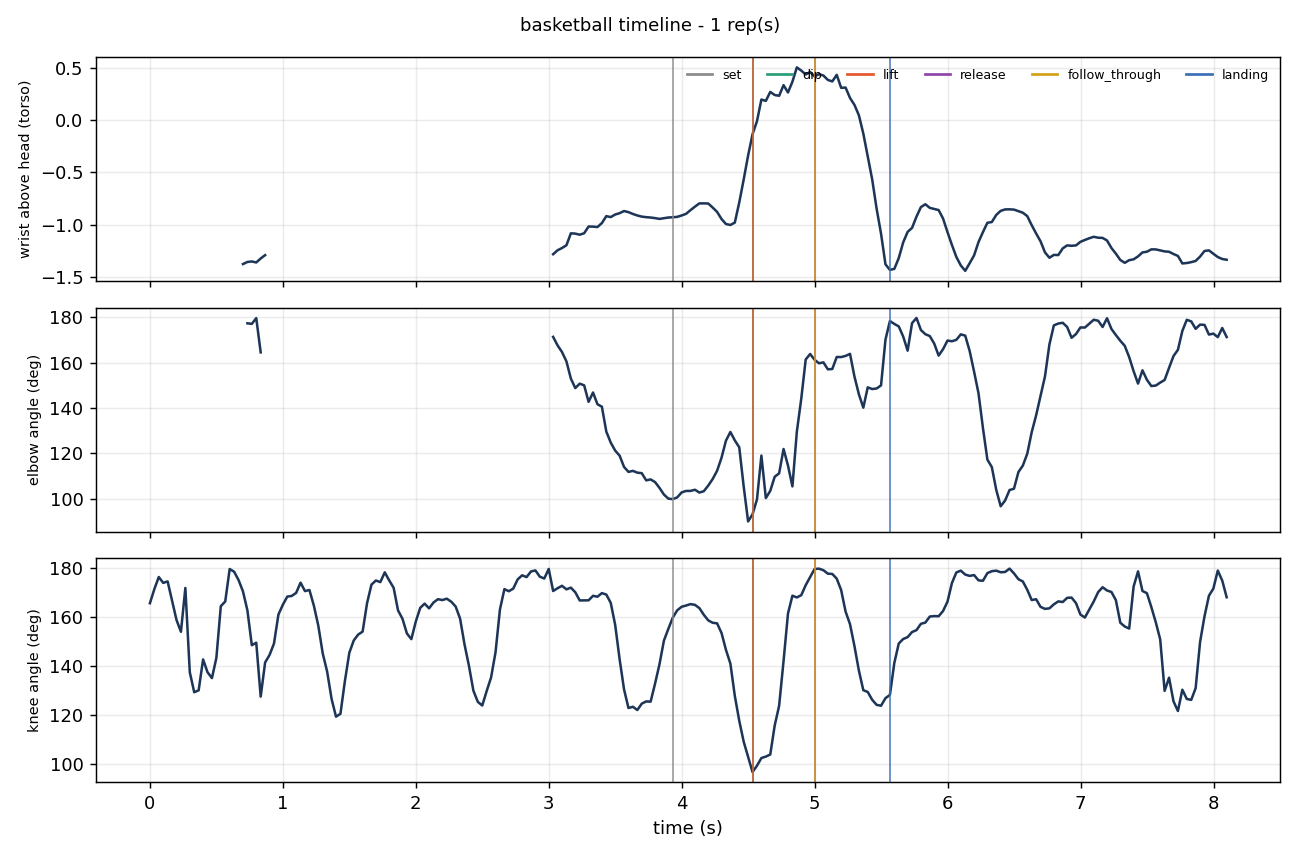 basketball timeline - 1 rep(s)
set dip lift release follow_through landing
wrist above head (torso)
0.5
0.0
−0.5
−1.0
−1.5
elbow angle (deg)
180
160
140
120
100
knee angle (deg)
180
160
140
120
100
0 1 2 3 4 5 6 7 8
time (s)